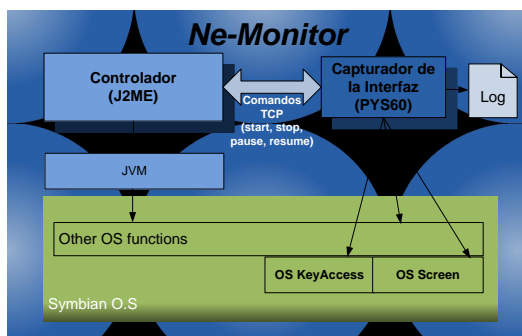 Ne-Monitor
Controlador
(J2ME)
Comandos
TCP
(start, stop,
pause, resume)
Capturador de
la Interfaz
(PYS60)
Log
JVM
Other OS functions
OS KeyAccess
OS Screen
Symbian O.S